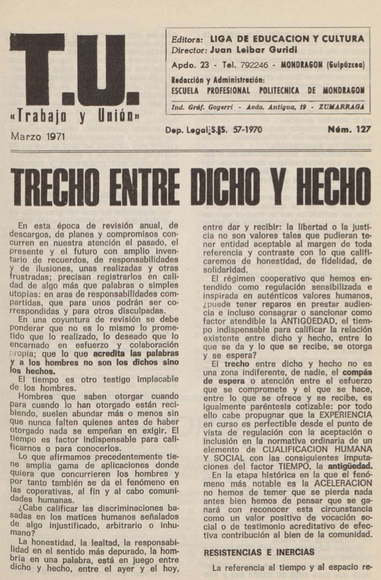 T.U.
«Trabajo y Unión»
Marzo 1971
Editora: LIGA DE EDUCACION Y CULTURA
Director: Juan Leibar Guridi
Apdo. 23 - Tel. 792246 - MONDRAGON (Guipúzcoa)
Redacción y Administración:
ESCUELA PROFESIONAL POLITECNICA DE MONDRAGON
Ind. Gráf. Gogerri - Avda. Antigua, 19 - ZUMARRAGA
Dep. Legal S.S. 57-1970
Núm. 127
TRECHO ENTRE DICHO Y HECHO
En esta época de revisión anual, de
descargos, de planes y compromisos con-
curren en nuestra atención el pasado, el
presente y el futuro con amplio inven-
tario de recuerdos, de responsabilidades
y de ilusiones, unas realizadas y otras
frustradas; precisan registrarlos en cali-
dad de algo más que palabras o simples
utopías: en aras de responsabilidades com-
partidas, que para unos podrán ser co-
rrespondidas y para otros disculpadas.
En una coyuntura de revisión se debe
ponderar que no es lo mismo lo prome-
tido que lo realizado, lo deseado que lo
encarnado en esfuerzo y colaboración
propia; que lo que acredita las palabras
y a los hombres no son los dichos sino
los hechos.
El tiempo es otro testigo implacable
de los hombres.
Hombres que saben otorgar cuando
para cuando lo han otorgado están reci-
biendo, suelen abundar más o menos sin
que nunca falten quienes antes de haber
otorgado nada se empeñan en exigir. El
tiempo es factor indispensable para cali-
ficarnos o para conocerlos.
Lo que afirmamos precedentemente tie-
ne amplia gama de aplicaciones donde
quiera que concurrieren los hombres y
por tanto también se da el fenómeno en
las coperativas, al fin y al cabo comuni-
dades humanas.
¿Cabe calificar las discriminaciones ba-
sadas en los matices humanos señalados
de algo injustificado, arbitrario o inhu-
mano?
La honestidad, la lealtad, la responsabi-
lidad en el sentido más depurado, la hom-
bría en una palabra, está en juego entre
dicho y hecho, entre el ayer y el hoy,
entre dar y recibir: la libertad o la justi-
cia no son valores tales que pudieran te-
ner entidad aceptable al margen de toda
referencia y contraste con lo que califi-
caremos de honestidad, de fidelidad, de
solidaridad.
El régimen cooperativo que hemos en-
tendido como regulación sensibilizada e
inspirada en auténticos valores humanos,
¿puede tener reparos en prestar audien-
cia e incluso consagrar o sancionar como
factor atendible la ANTIGÜEDAD, el tiem-
po indispensable para calificar la relación
existente entre dicho y hecho, entre lo
que se da y lo que se recibe, se otorga
y se espera?
El trecho entre dicho y hecho no es
una zona indiferente, de nadie, el compás
de espera o atención entre el esfuerzo
que se compromete y el que se hace,
entre lo que se ofrece y se recibe, es
igualmente paréntesis cotizable: por todo
ello cabe propugnar que la EXPERIENCIA
en curso es perfectible desde el punto de
vista de regulación con la aceptación o
inclusión en la normativa ordinaria de un
elemento de CUALIFICACION HUMANA
Y SOCIAL con las consiguientes imputa-
ciones del factor TIEMPO, la antigüedad.
En la etapa histórica en la que el fenó-
meno más notable es la ACELERACION
no hemos de temer que se pierda nada
antes bien hemos de pensar que se ga-
nará con reconocer esta circunstancia
como un valor positivo de vocación so-
cial o de testimonio acreditativo de efec-
tiva contribución al bien de la comunidad.
RESISTENCIAS E INERCIAS
La referencia al tiempo y al espacio re-